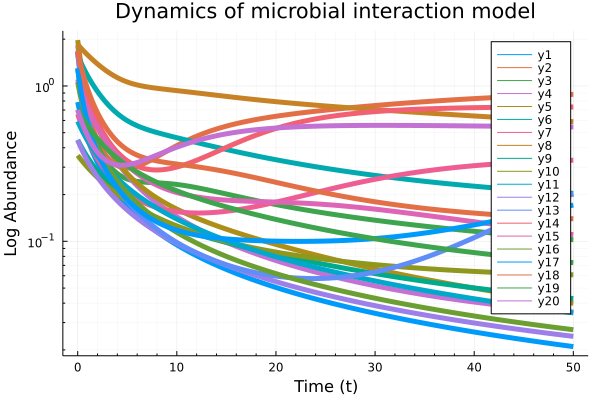 Dynamics of microbial interaction model
Log Abundance
10⁰
10⁻¹
y1
y2
y3
y4
y5
y6
y7
y8
y9
y10
y11
y12
y13
y14
y15
y16
y17
y18
y19
y20
0 10 20 30 40 50
Time (t)